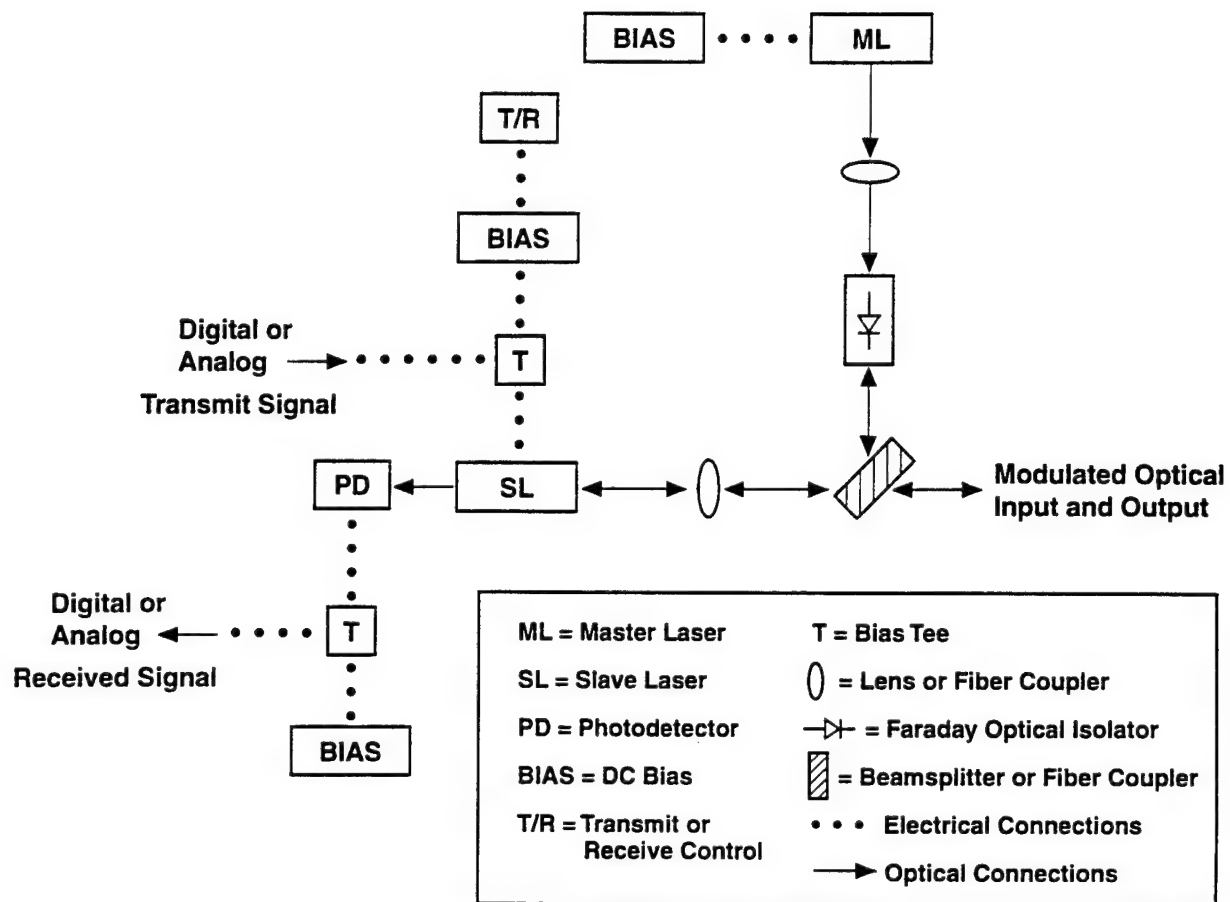 BIAS
ML
T/R
BIAS
Digital or
Analog
Transmit Signal
T
PD
SL
Modulated Optical
Input and Output
Digital or
Analog
Received Signal
T
BIAS
ML = Master Laser
SL = Slave Laser
PD = Photodetector
BIAS = DC Bias
T/R = Transmit or
Receive Control
T = Bias Tee
= Lens or Fiber Coupler
= Faraday Optical Isolator
= Beamsplitter or Fiber Coupler
Electrical Connections
Optical Connections